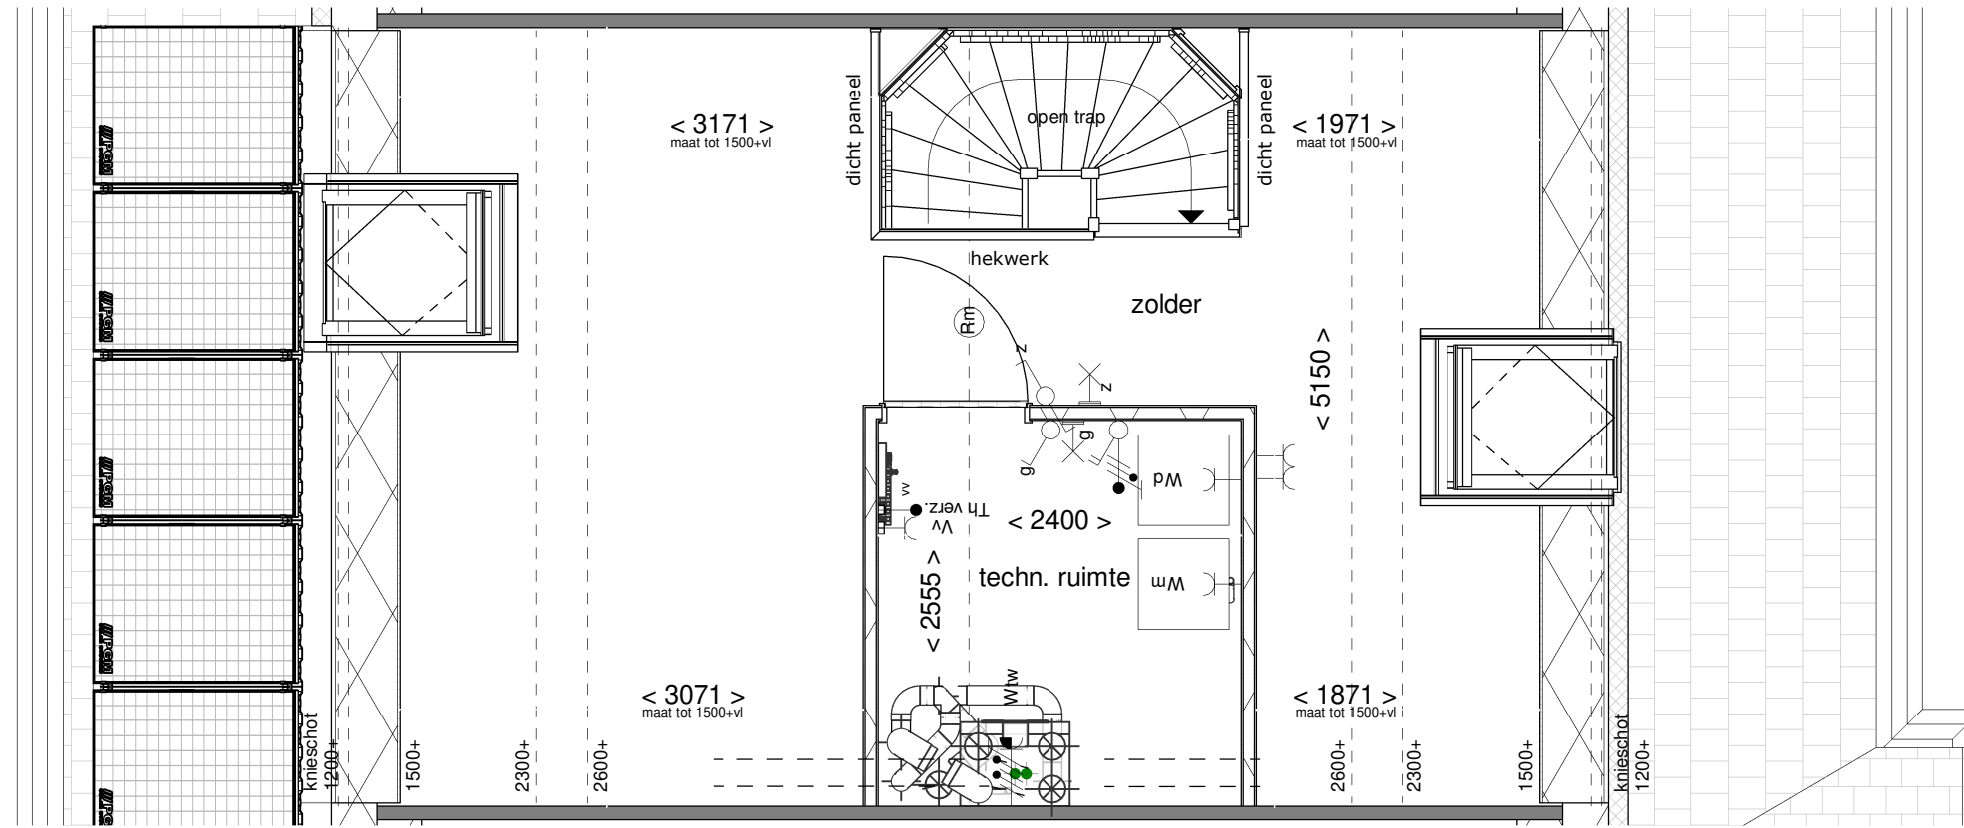 dicht paneel
< 3171 >
maat tot 1500+vl
open trap
dicht paneel
< 1971 >
maat tot 1500+vl
hekwerk
zolder
Rm
z
z
< 5150 >
g
g
Wd
vv
Th verz.
Vv
< 2400 >
< 2555 >
techn. ruimte
Wm
Wtw
< 3071 >
maat tot 1500+vl
< 1871 >
maat tot 1500+vl
knieschot
1200+
1500+
2300+
2600+
2600+
2300+
1500+
knieschot
1200+